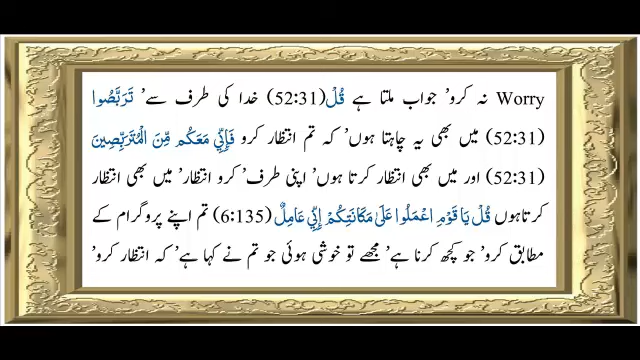 Worry نہ کرو’ جواب ملتا ہے قُلْ (52:31) خدا کی طرف سے’ تَرَبَّصُوا
(52:31) میں بھی یہ چاہتا ہوں’ کہ تم انتظار کرو فَإِنِّي مَعَكُم مِّنَ الْمُتَرَبِّصِينَ
(52:31) اور میں بھی انتظار کرتا ہوں’ اپنی طرف’ کرو انتظار’ میں بھی انتظار
کرتاہوں قُلْ يَا قَوْمِ اعْمَلُوا عَلَىٰ مَكَانَتِكُمْ إِنِّي عَامِلٌ (6:135) تم اپنے پروگرام کے
مطابق کرو’ جو کچھ کرنا ہے’ مجھے تو خوشی ہوئی جو تم نے کہا ہے’ کہ انتظار کرو’